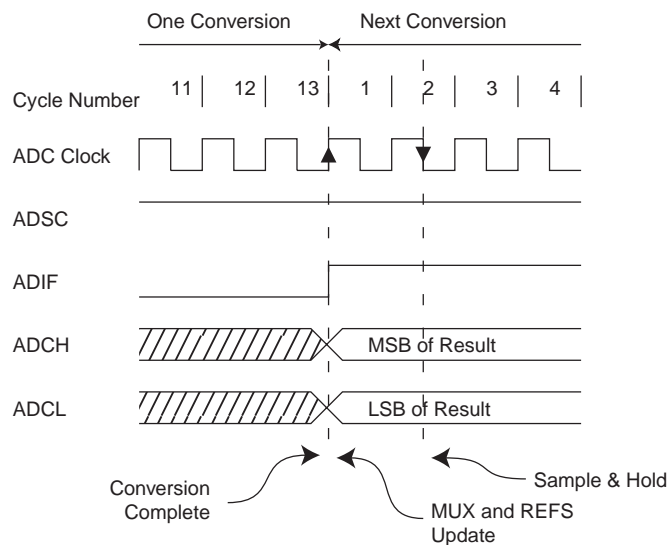 One Conversion Next Conversion
Cycle Number 11 12 13 1 2 3 4
ADC Clock
ADSC
ADIF
ADCH MSB of Result
ADCL LSB of Result
Conversion
Complete
MUX and REFS
Update
Sample & Hold